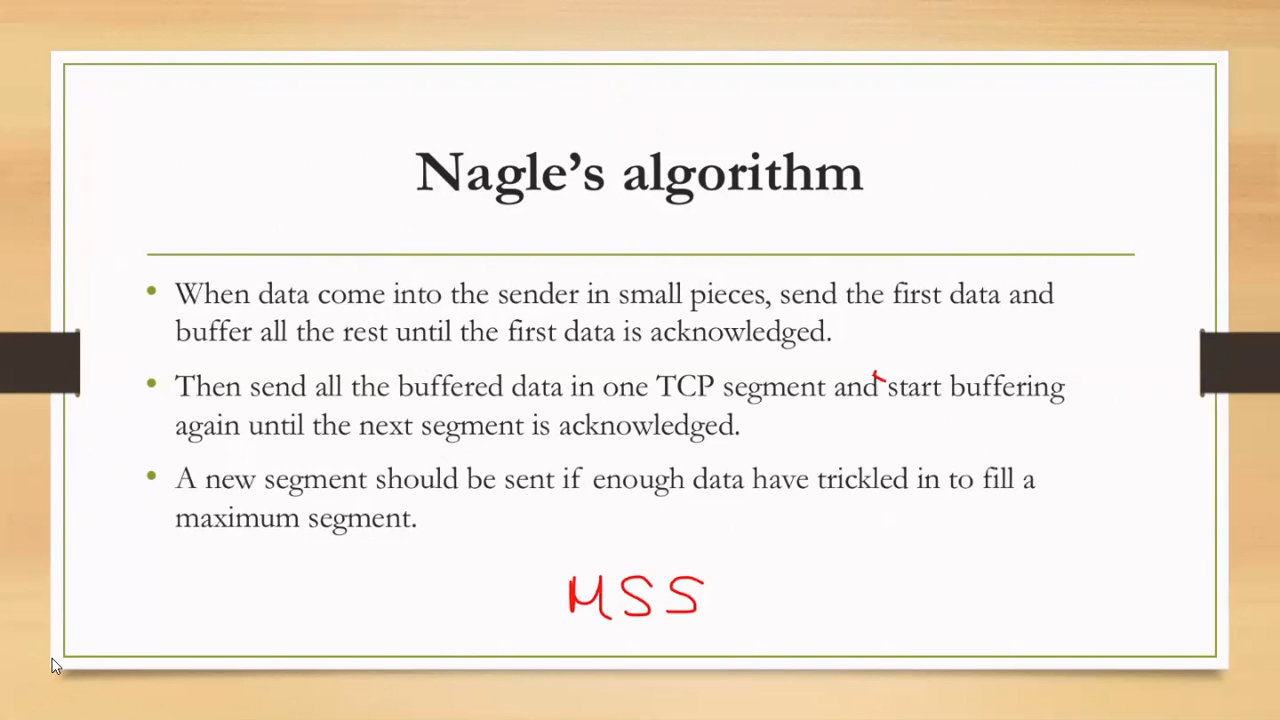 Nagle's algorithm
• When data come into the sender in small pieces, send the first data and
buffer all the rest until the first data is acknowledged.
• Then send all the buffered data in one TCP segment and start buffering
again until the next segment is acknowledged.
• A new segment should be sent if enough data have trickled in to fill a
maximum segment.
MSS